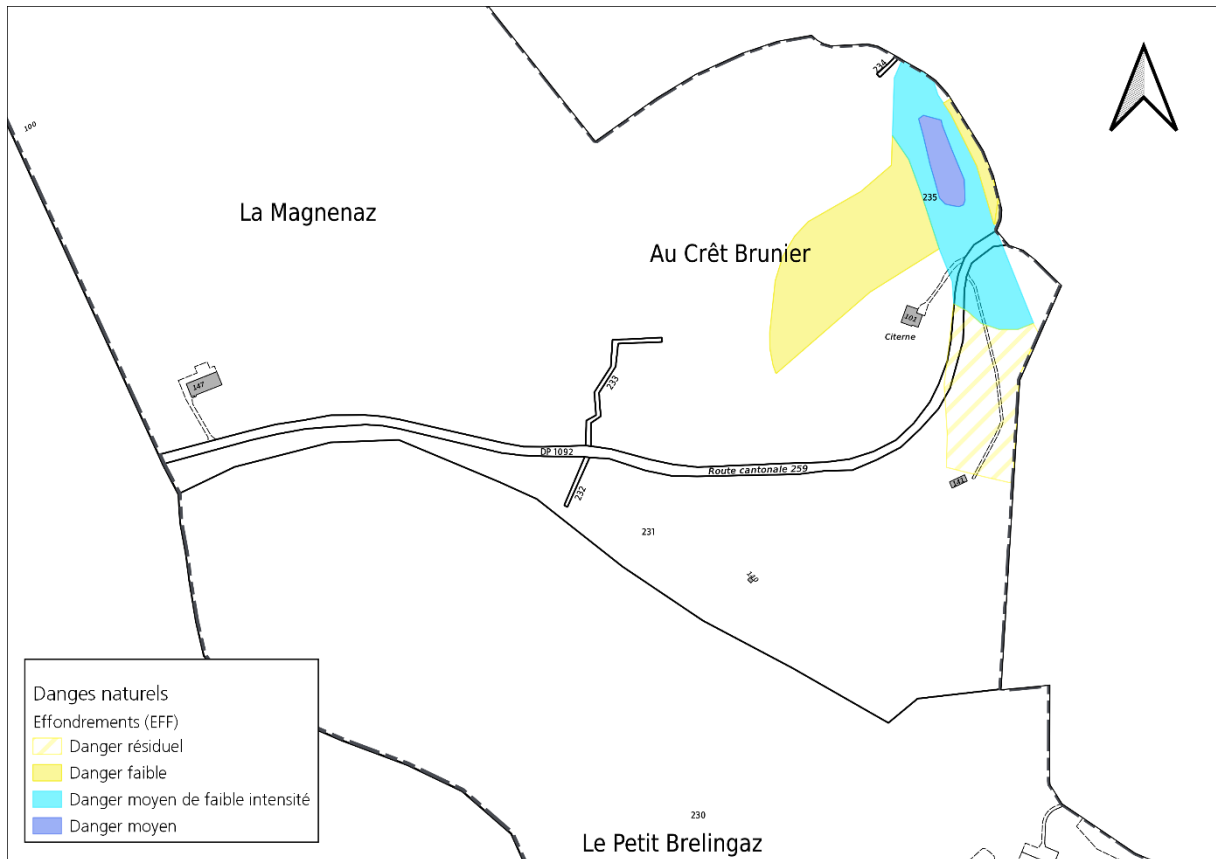 100
234
La Magnenaz
235
Au Crêt Brunier
101
Citerne
147
233
DP 1092
Route cantonale 259
232
231
140
Danges naturels
Effondrements (EFF)
Danger résiduel
Danger faible
Danger moyen de faible intensité
Danger moyen
230
Le Petit Brelingaz